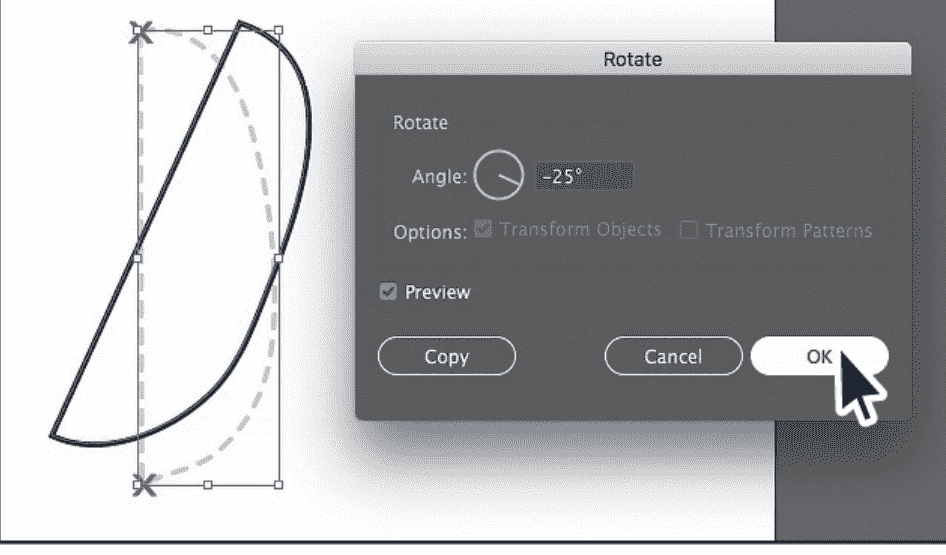 Rotate
Rotate
Angle: -25°
Options: Transform Objects Transform Patterns
Preview
Copy Cancel OK